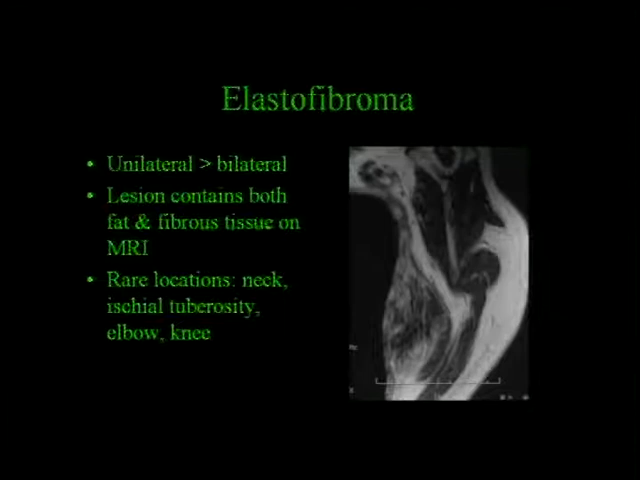 Elastofibroma
• Unilateral > bilateral
• Lesion contains both
fat & fibrous tissue on
MRI
• Rare locations: neck,
ischial tuberosity,
elbow, knee